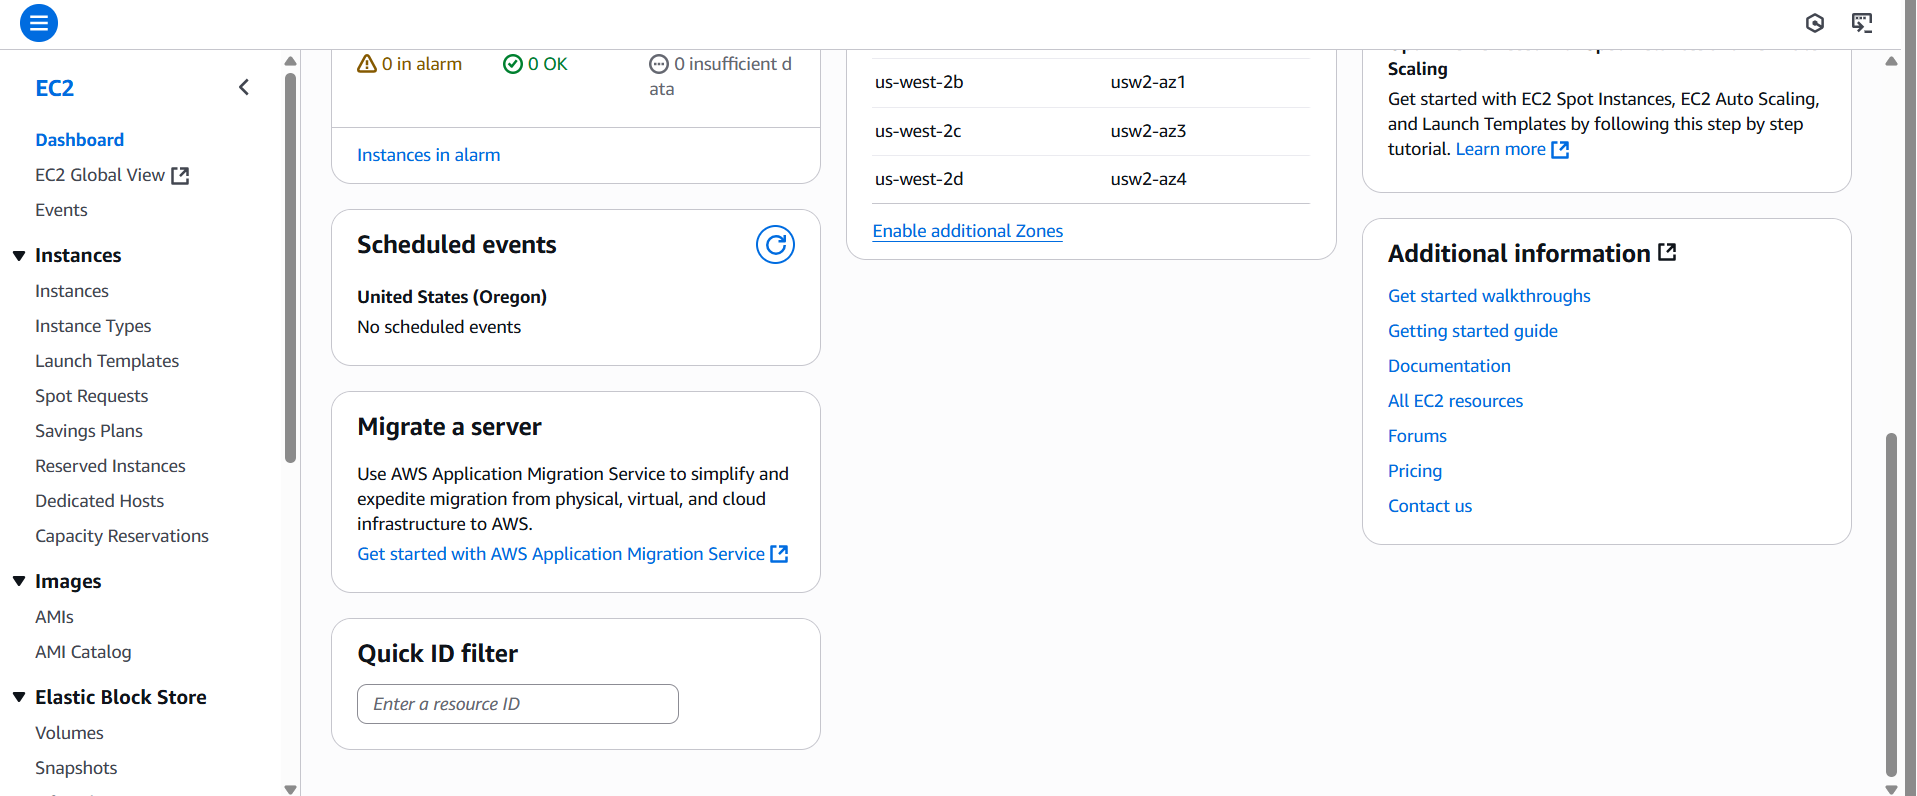 EC2
Dashboard
EC2 Global View
Events
Instances
Instances
Instance Types
Launch Templates
Spot Requests
Savings Plans
Reserved Instances
Dedicated Hosts
Capacity Reservations
Images
AMIs
AMI Catalog
Elastic Block Store
Volumes
Snapshots
0 in alarm
0 OK
0 insufficient d
ata
Instances in alarm
Scheduled events
United States (Oregon)
No scheduled events
Migrate a server
Use AWS Application Migration Service to simplify and
expedite migration from physical, virtual, and cloud
infrastructure to AWS.
Get started with AWS Application Migration Service
Quick ID filter
Enter a resource ID
us-west-2b usw2-az1
us-west-2c usw2-az3
us-west-2d usw2-az4
Enable additional Zones
Scaling
Get started with EC2 Spot Instances, EC2 Auto Scaling,
and Launch Templates by following this step by step
tutorial. Learn more
Additional information
Get started walkthroughs
Getting started guide
Documentation
All EC2 resources
Forums
Pricing
Contact us